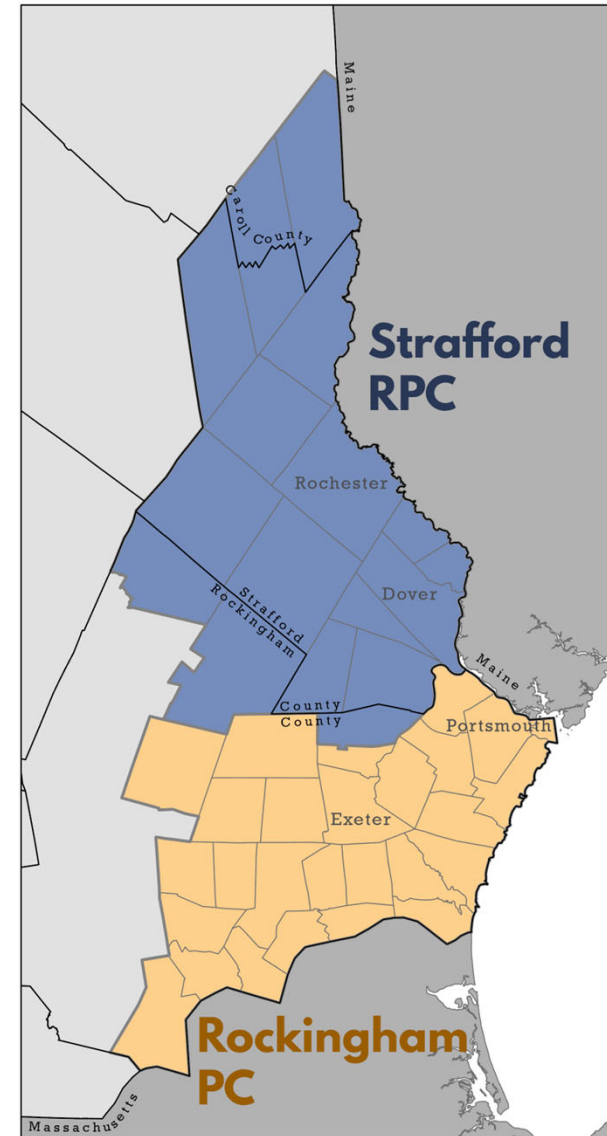 Maine
Caroll County
Strafford
RPC
Rochester
Dover
Strafford
Rockingham
Maine
County
County
Portsmouth
Exeter
Rockingham
PC
Massachusetts